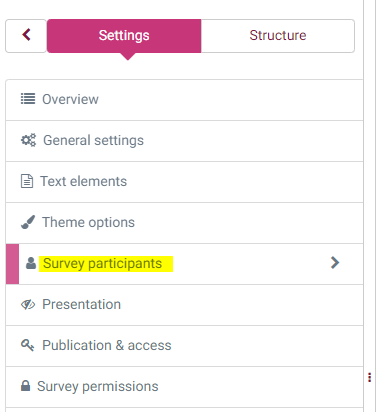 Settings
Structure
Overview
General settings
Text elements
Theme options
Survey participants
Presentation
Publication & access
Survey permissions